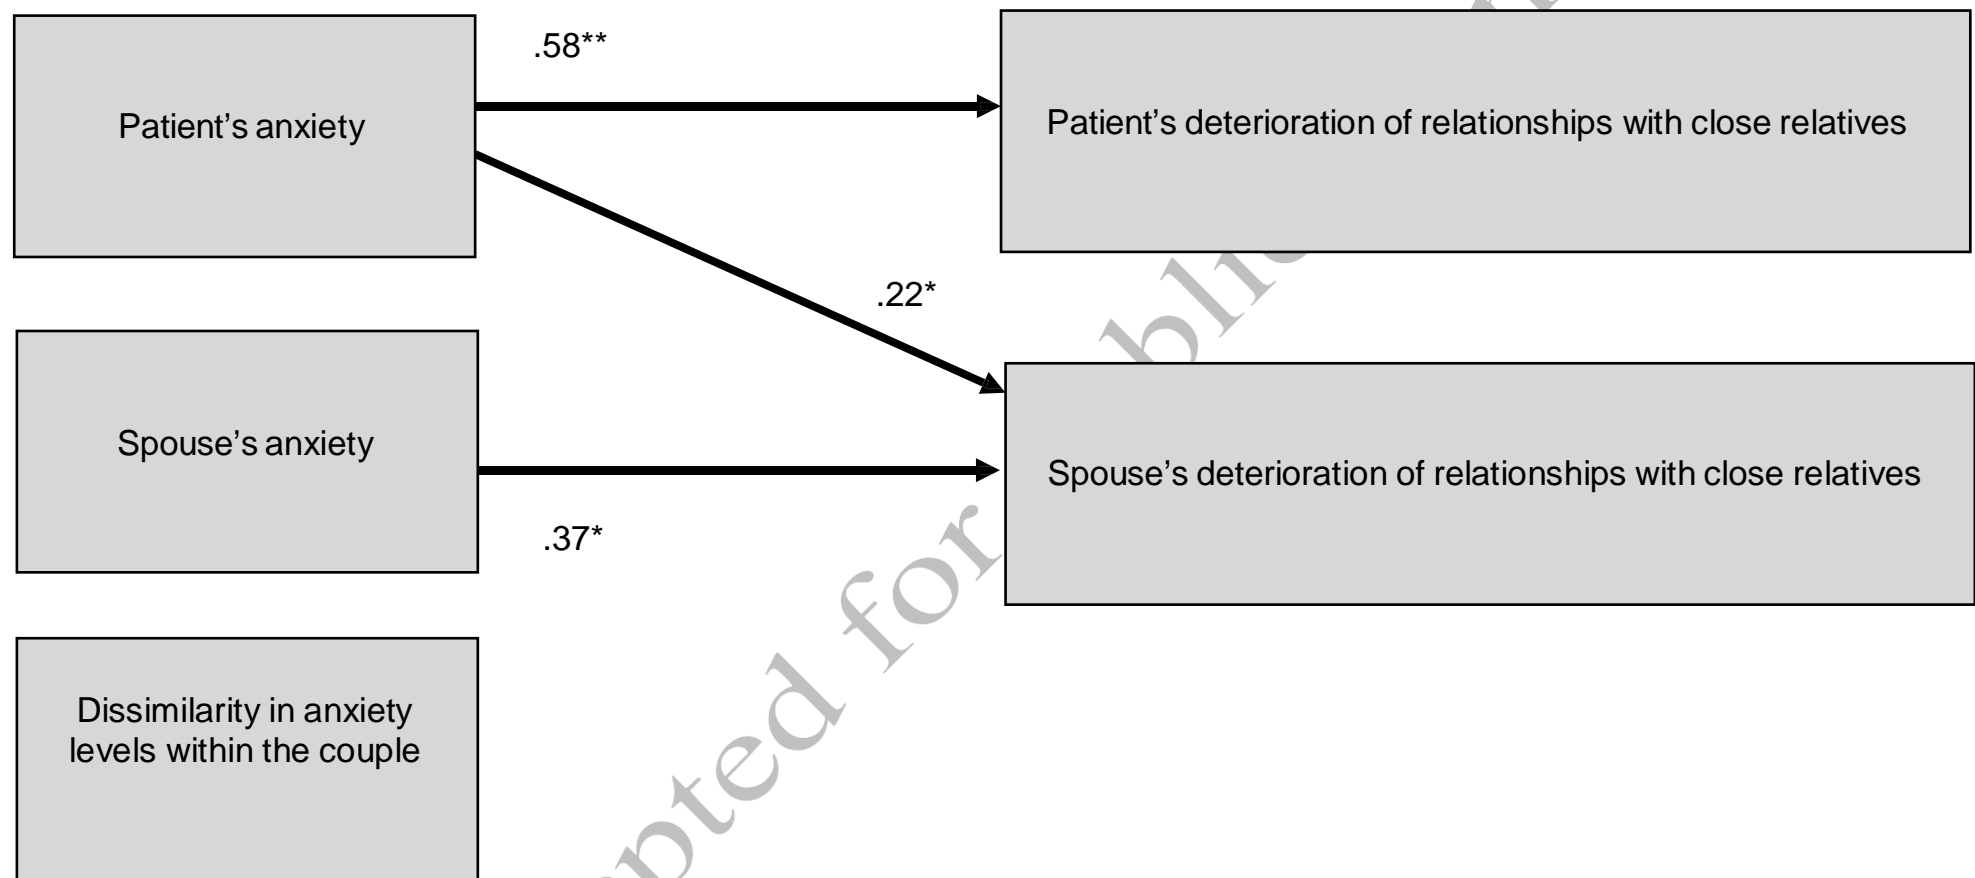 .58**
Patient’s anxiety
Patient’s deterioration of relationships with close relatives
.22*
Spouse’s anxiety
Spouse’s deterioration of relationships with close relatives
.37*
Dissimilarity in anxiety
levels within the couple
for